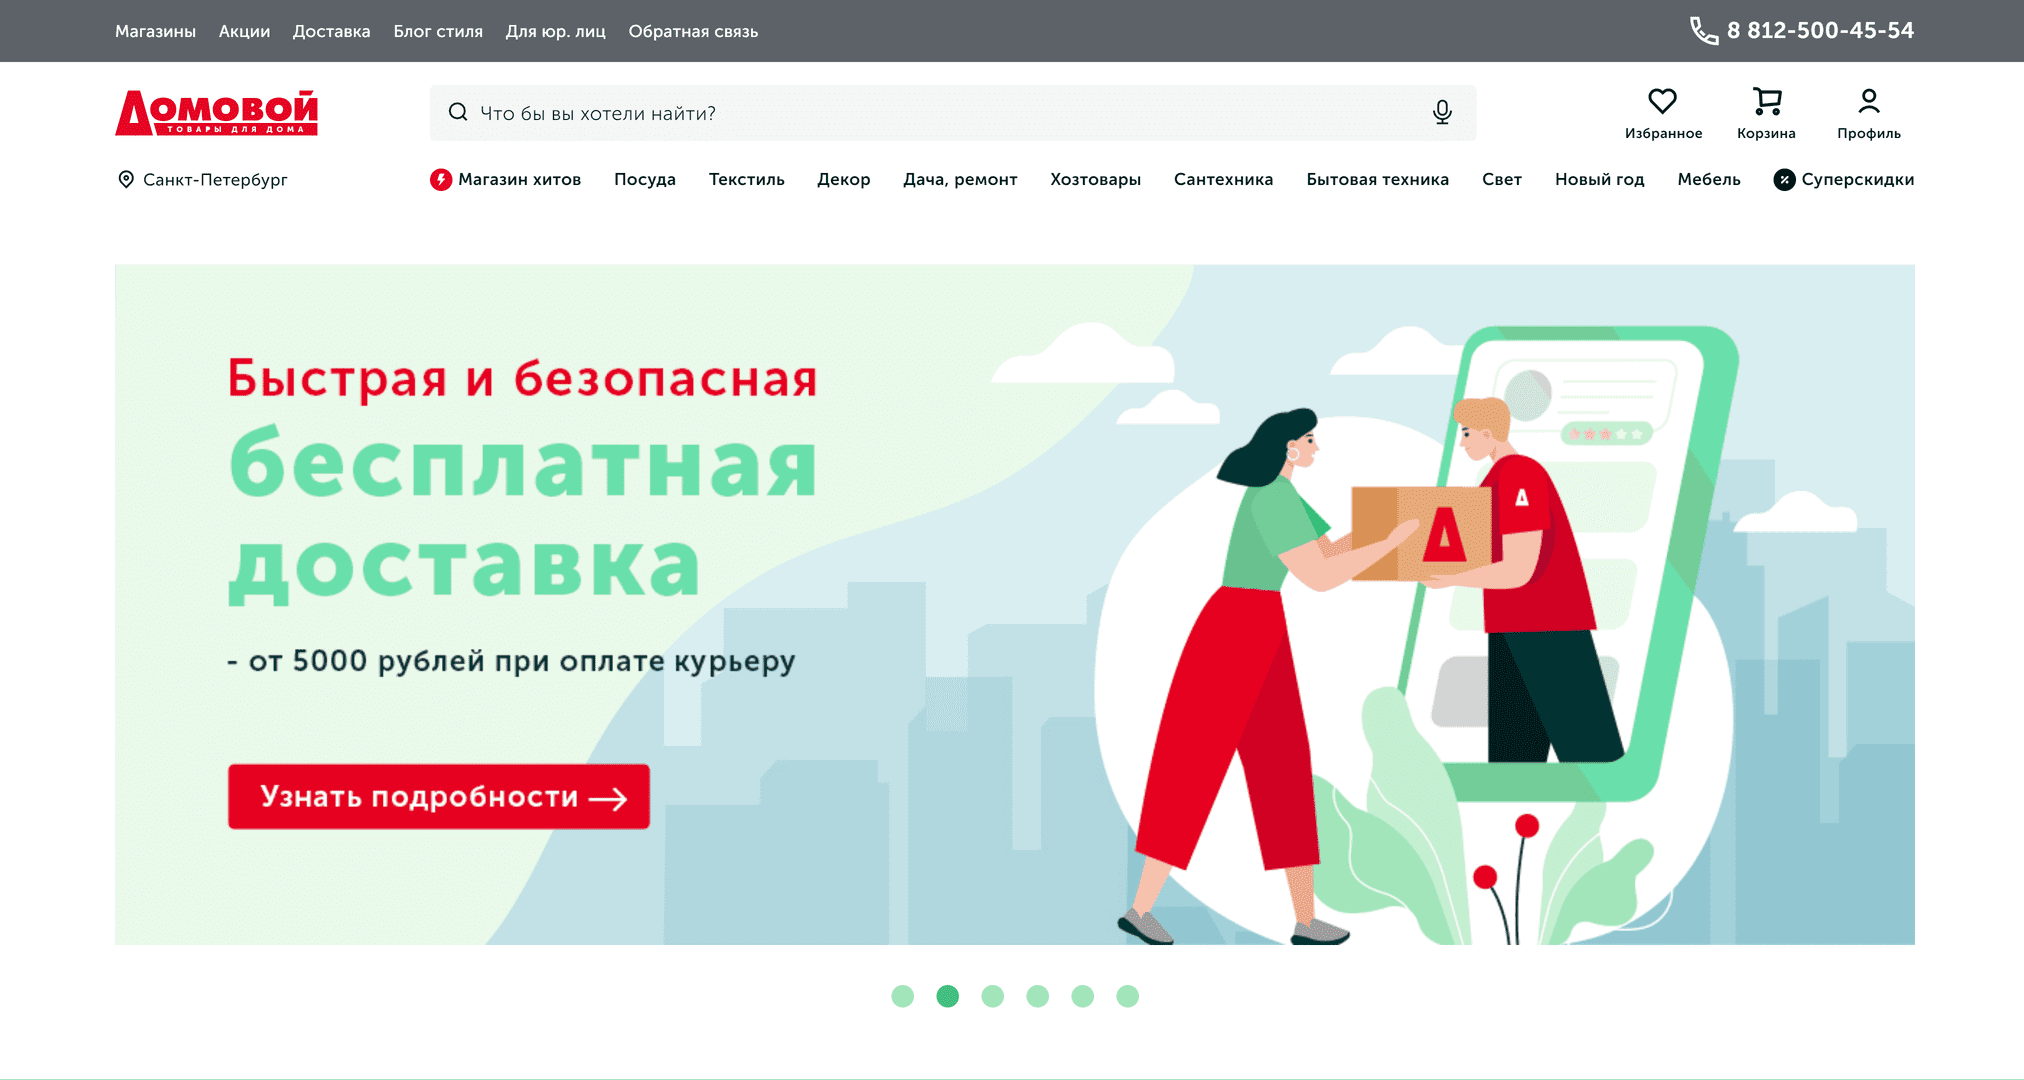 Магазины Акции Доставка Блог стиля Для юр. лиц Обратная связь 8 812-500-45-54
ДОМОВОЙ
ТОВАРЫ ДЛЯ ДОМА
Что бы вы хотели найти?
Избранное Корзина Профиль
Санкт-Петербург
Магазин хитов Посуда Текстиль Декор Дача, ремонт Хозтовары Сантехника Бытовая техника Свет Новый год Мебель Суперскидки
Быстрая и безопасная
бесплатная
доставка
- от 5000 рублей при оплате курьеру
Узнать подробности
Д
Д